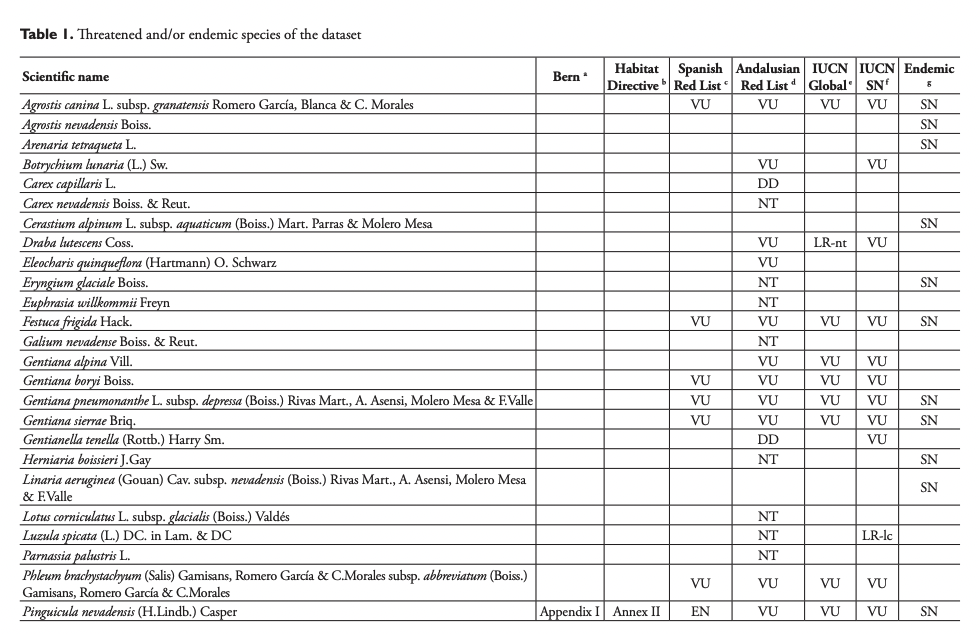 Table 1. Threatened and/or endemic species of the dataset
Scientific name Bern a Habitat Directive b Spanish Red List c Andalusian Red List d IUCN Global e IUCN SN f Endemic g
Agrostis canina L. subsp. granatensis Romero García, Blanca & C. Morales VU VU VU VU SN
Agrostis nevadensis Boiss. SN
Arenaria tetraqueta L. SN
Botrychium lunaria (L.) Sw. VU VU
Carex capillaris L. DD
Carex nevadensis Boiss. & Reut. NT
Cerastium alpinum L. subsp. aquaticum (Boiss.) Mart. Parras & Molero Mesa SN
Draba lutescens Coss. VU LR-nt VU
Eleocharis quinqueflora (Hartmann) O. Schwarz VU
Eryngium glaciale Boiss. NT SN
Euphrasia willkommii Freyn NT
Festuca frigida Hack. VU VU VU VU SN
Galium nevadense Boiss. & Reut. NT
Gentiana alpina Vill. VU VU VU
Gentiana boryi Boiss. VU VU VU VU
Gentiana pneumonanthe L. subsp. depressa (Boiss.) Rivas Mart., A. Asensi, Molero Mesa & F.Valle VU VU VU VU SN
Gentiana sierrae Briq. VU VU VU VU SN
Gentianella tenella (Rottb.) Harry Sm. DD VU
Herniaria boissieri J.Gay NT SN
Linaria aeruginea (Gouan) Cav. subsp. nevadensis (Boiss.) Rivas Mart., A. Asensi, Molero Mesa
& F.Valle SN
Lotus corniculatus L. subsp. glacialis (Boiss.) Valdés NT
Luzula spicata (L.) DC. in Lam. & DC NT LR-lc
Parnassia palustris L. NT
Phleum brachystachyum (Salis) Gamisans, Romero García & C.Morales subsp. abbreviatum (Boiss.)
Gamisans, Romero García & C.Morales VU VU VU VU
Pinguicula nevadensis (H.Lindb.) Casper Appendix I Annex II EN VU VU VU SN